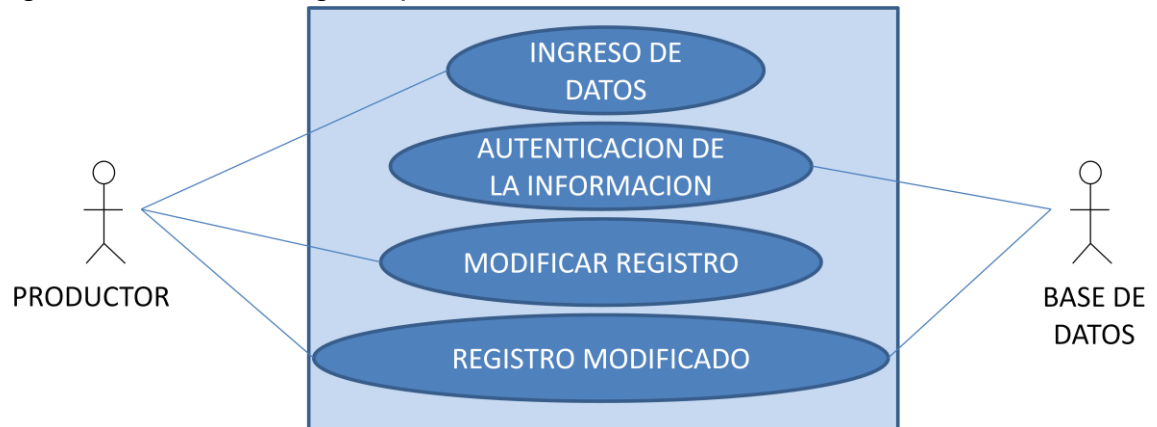 INGRESO DE
DATOS
AUTENTICACION DE
LA INFORMACION
MODIFICAR REGISTRO
PRODUCTOR
BASE DE
DATOS
REGISTRO MODIFICADO